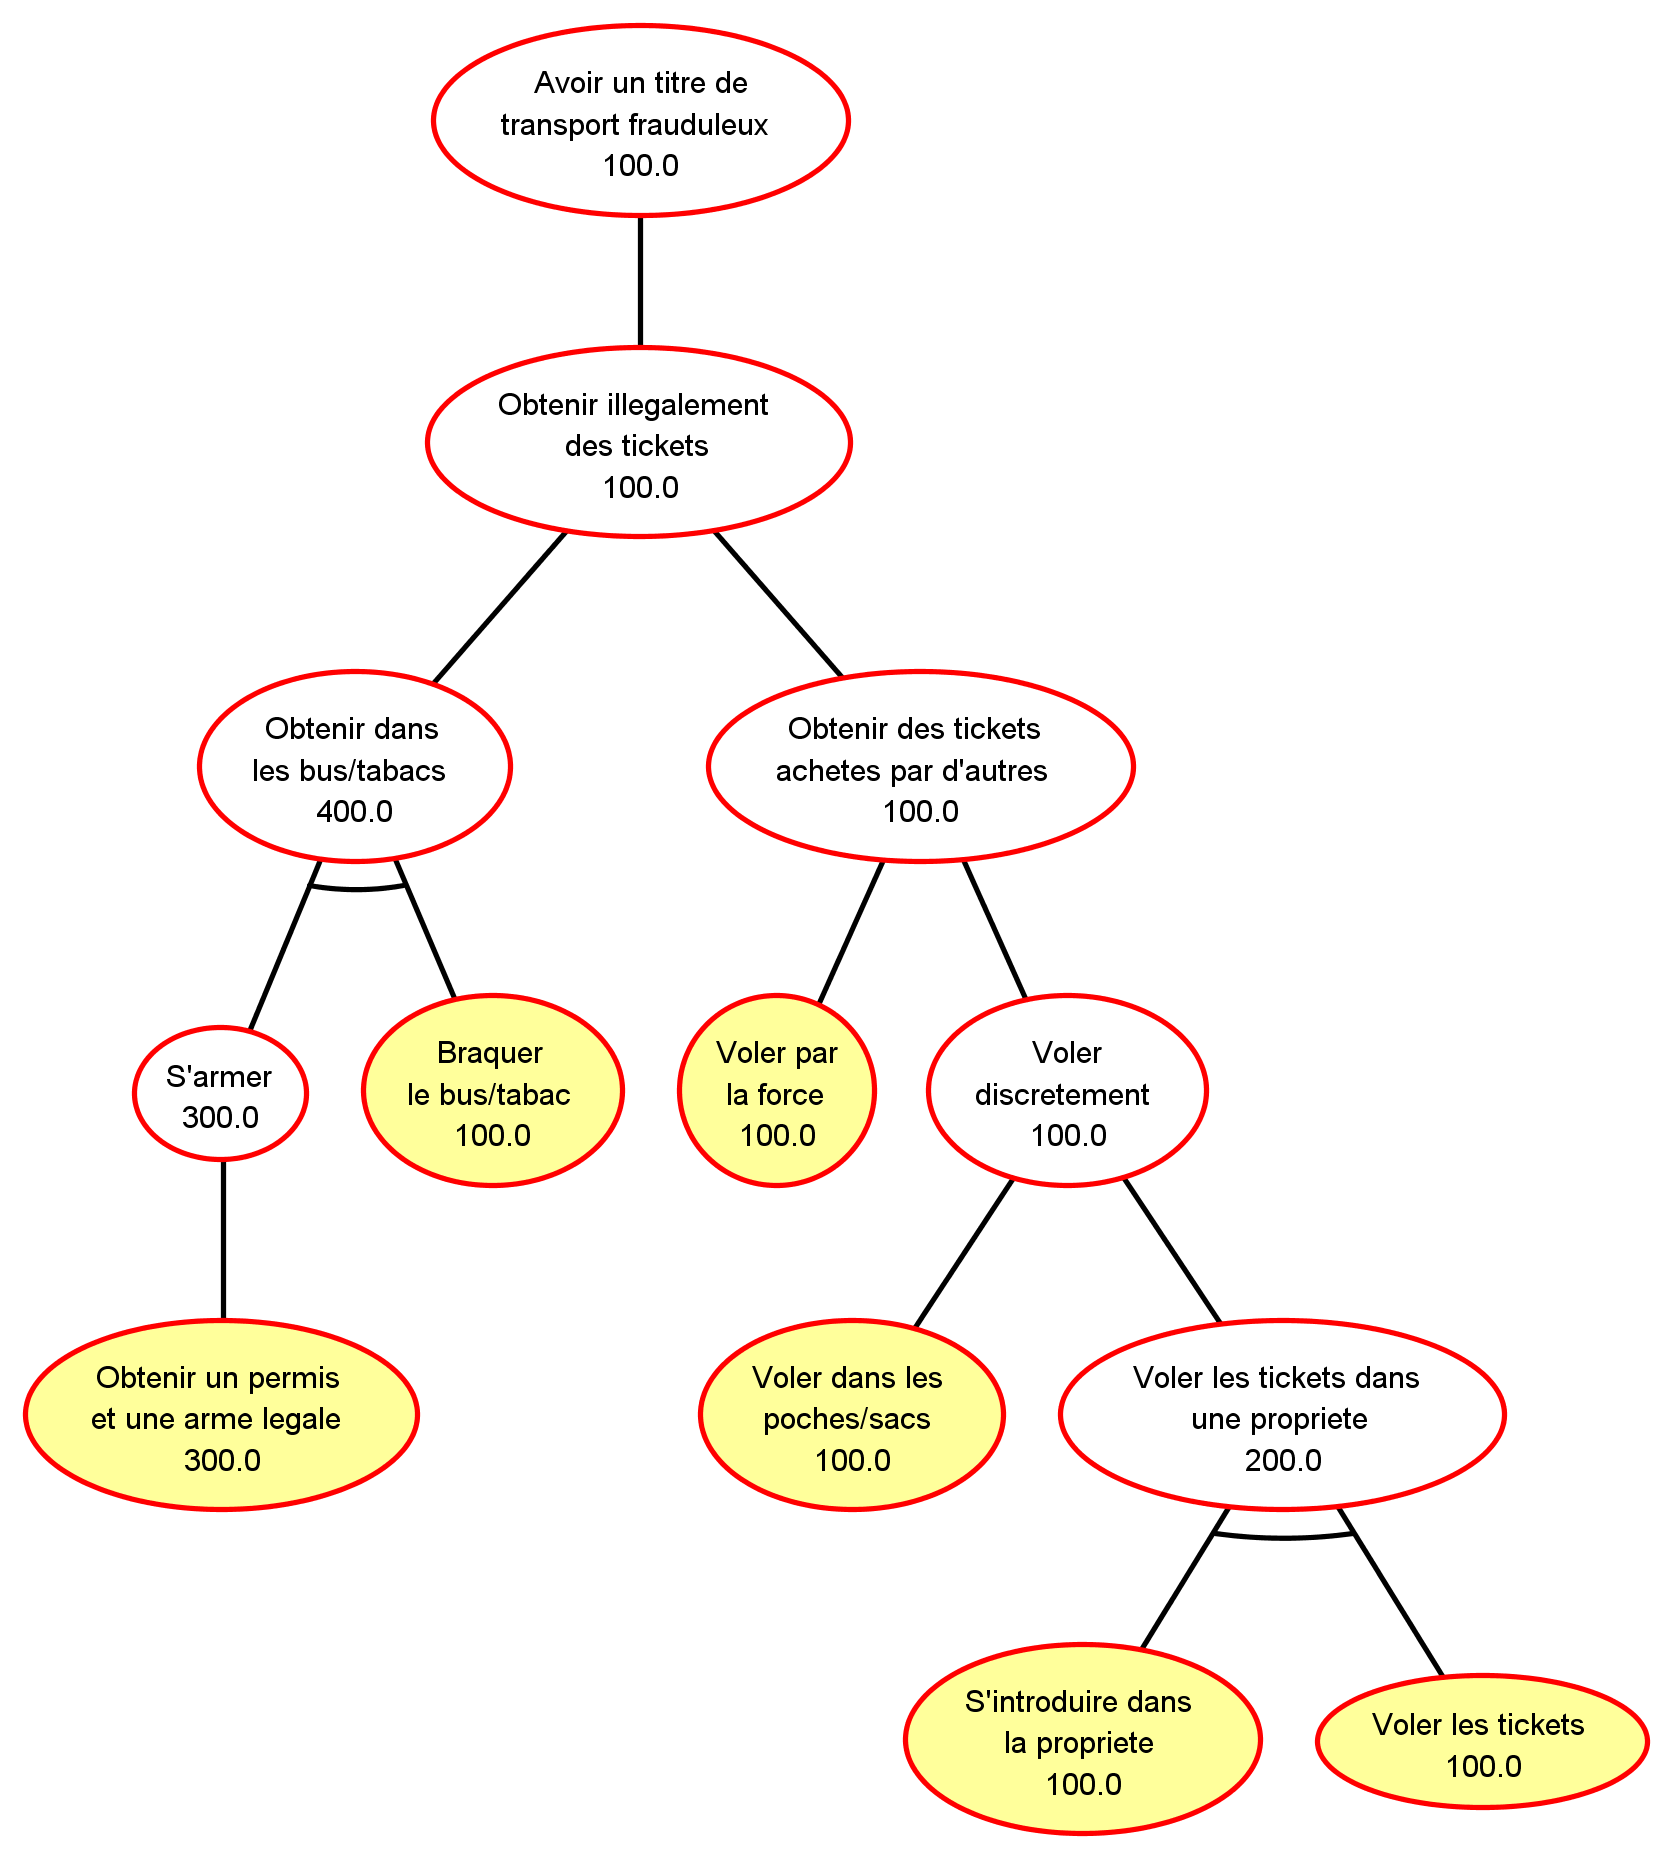 Avoir un titre de
transport frauduleux
100.0
Obtenir illegalement
des tickets
100.0
Obtenir dans
les bus/tabacs
400.0
Obtenir des tickets
achetes par d'autres
100.0
S'armer
300.0
Braquer
le bus/tabac
100.0
Voler par
la force
100.0
Voler
discretement
100.0
Obtenir un permis
et une arme legale
300.0
Voler dans les
poches/sacs
100.0
Voler les tickets dans
une propriete
200.0
S'introduire dans
la propriete
100.0
Voler les tickets
100.0